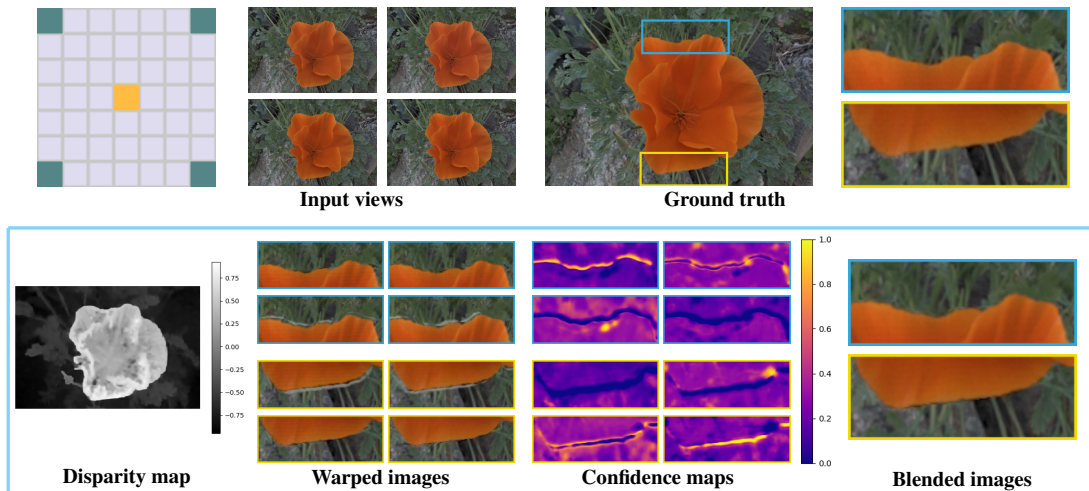 Input views
Ground truth
0.75
0.50
0.25
0.00
−0.25
−0.50
−0.75
1.0
0.8
0.6
0.4
0.2
0.0
Disparity map
Warped images
Confidence maps
Blended images